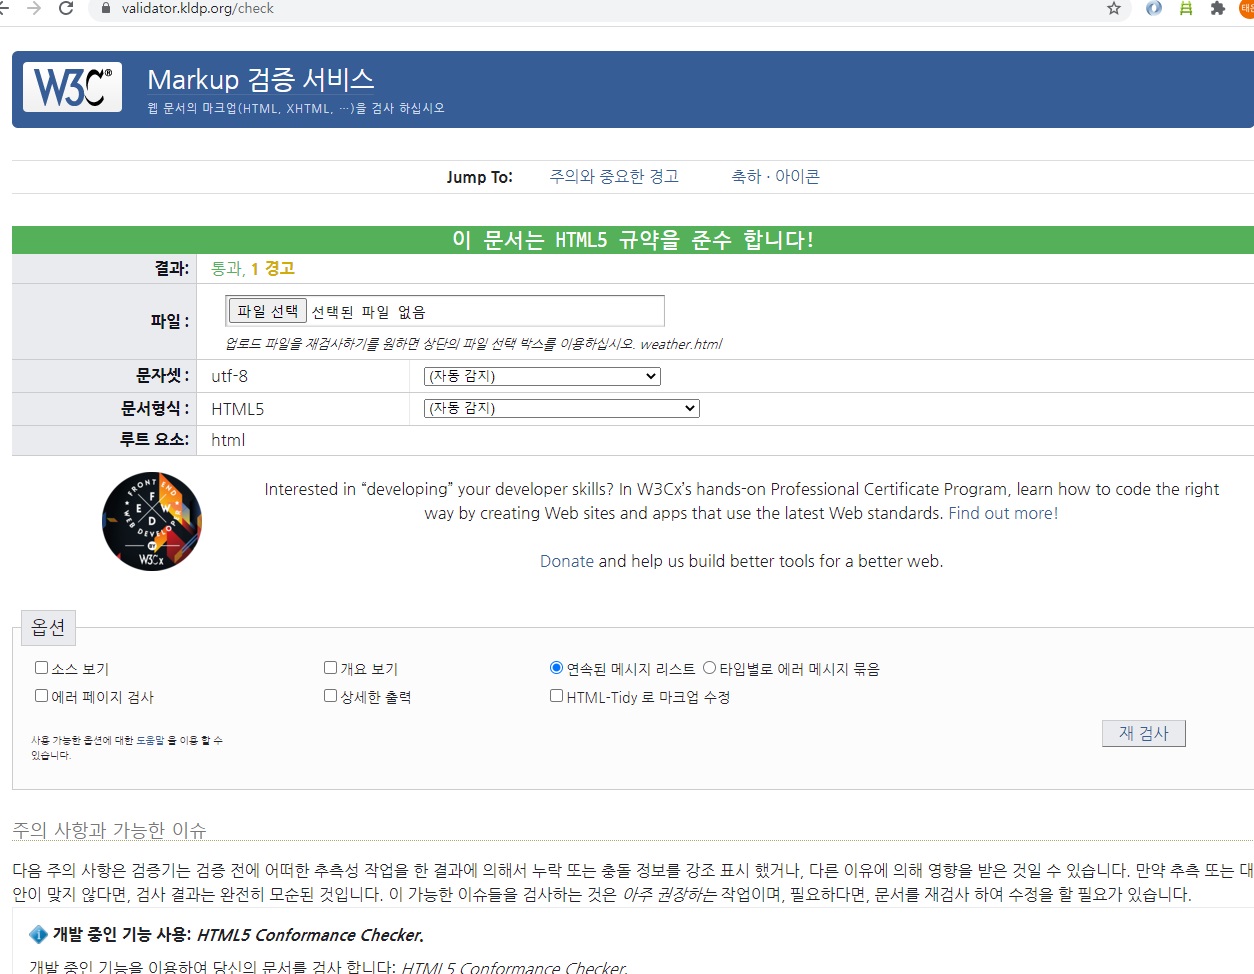 validator.kldp.org/check
태은
W3C®
Markup 검증 서비스
웹 문서의 마크업(HTML, XHTML, …)을 검사 하십시오
Jump To: 주의와 중요한 경고 축하 · 아이콘
이 문서는 HTML5 규약을 준수 합니다!
결과: 통과, 1 경고
파일 : 파일 선택 선택된 파일 없음
업로드 파일을 재검사하기를 원하면 상단의 파일 선택 박스를 이용하십시오. weather.html
문자셋 : utf-8 (자동 감지)
문서형식 : HTML5 (자동 감지)
루트 요소: html
FRONT END
WEB DEVELOPER
F
E W
D
BY
W3Cx
Interested in “developing” your developer skills? In W3Cx’s hands-on Professional Certificate Program, learn how to code the right
way by creating Web sites and apps that use the latest Web standards. Find out more!
Donate and help us build better tools for a better web.
옵션
소스 보기 개요 보기 연속된 메시지 리스트 타입별로 에러 메시지 묶음
에러 페이지 검사 상세한 출력 HTML-Tidy 로 마크업 수정
사용 가능한 옵션에 대한 도움말 을 이용 할 수
있습니다.
재 검사
주의 사항과 가능한 이슈
다음 주의 사항은 검증기는 검증 전에 어떠한 추측성 작업을 한 결과에 의해서 누락 또는 충돌 정보를 강조 표시 했거나, 다른 이유에 의해 영향을 받은 것일 수 있습니다. 만약 추측 또는 대
안이 맞지 않다면, 검사 결과는 완전히 모순된 것입니다. 이 가능한 이슈들을 검사하는 것은 아주 권장하는 작업이며, 필요하다면, 문서를 재검사 하여 수정을 할 필요가 있습니다.
개발 중인 기능 사용: HTML5 Conformance Checker.
개발 중인 기능을 이용하여 당신의 문서를 검사 합니다: HTML5 Conformance Checker.